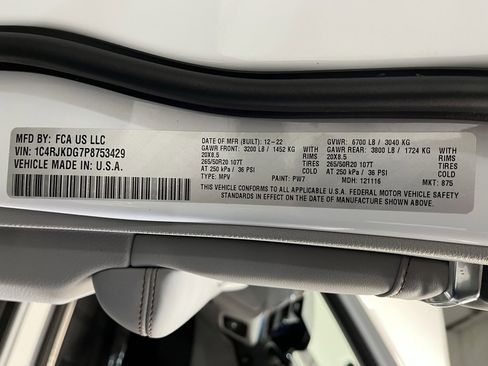 MFD BY: FCA US LLC
VIN: 1C4RJKDG7P8753429
VEHICLE MADE IN: U.S.A.
DATE OF MFR (BUILT): 12-22 GVWR: 6700 LB / 3040 KG
GAWR FRONT: 3200 LB / 1452 KG WITH GAWR REAR: 3800 LB / 1724 KG WITH
20X8.5 RIMS 20X8.5 RIMS
265/50R20 107T TIRES 265/50R20 107T TIRES
AT 250 kPa / 36 PSI COLD AT 250 kPa / 36 PSI COLD
TYPE: MPV PAINT: PW7 MDH: 121116 MKT: 875
THIS VEHICLE CONFORMS TO ALL APPLICABLE U.S.A. FEDERAL MOTOR VEHICLE SAFETY
STANDARDS IN EFFECT ON THE DATE OF MANUFACTURE SHOWN ABOVE.